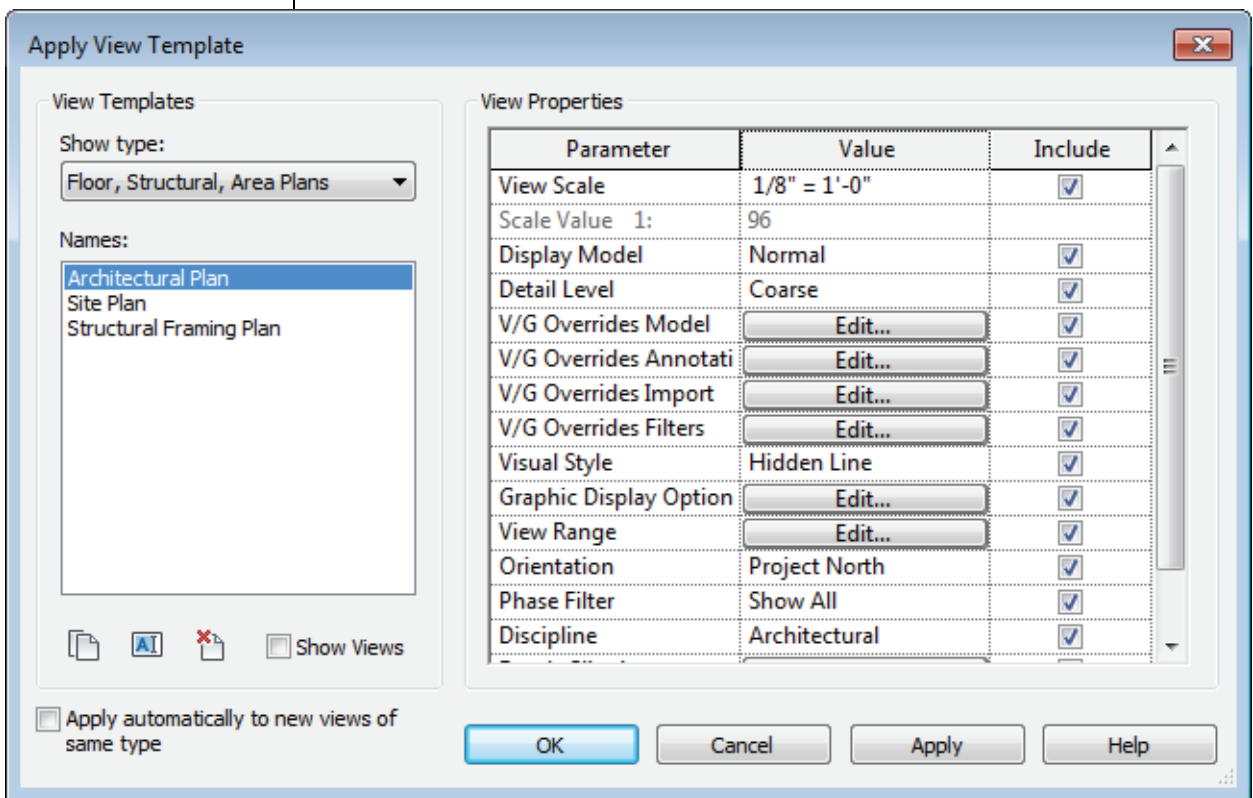 Apply View Template
View Templates
Show type:
Floor, Structural, Area Plans
Names:
Architectural Plan
Site Plan
Structural Framing Plan
Show Views
Apply automatically to new views of
same type
View Properties
Parameter Value Include
View Scale 1/8" = 1'-0"
Scale Value 1: 96
Display Model Normal
Detail Level Coarse
V/G Overrides Model Edit...
V/G Overrides Annotati Edit...
V/G Overrides Import Edit...
V/G Overrides Filters Edit...
Visual Style Hidden Line
Graphic Display Option Edit...
View Range Edit...
Orientation Project North
Phase Filter Show All
Discipline Architectural
OK Cancel Apply Help